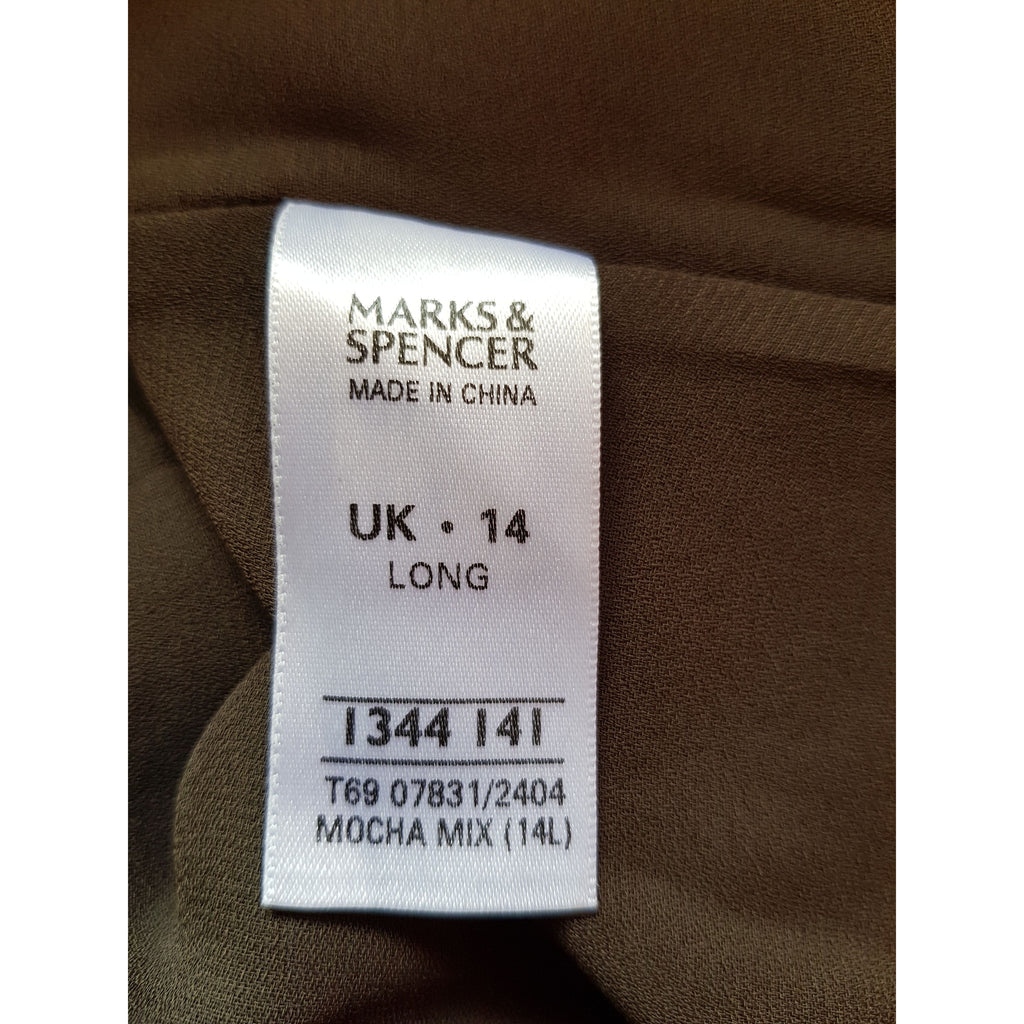 MARKS &
SPENCER
MADE IN CHINA
UK • 14
LONG
1344 141
T69 07831/2404
MOCHA MIX (14L)